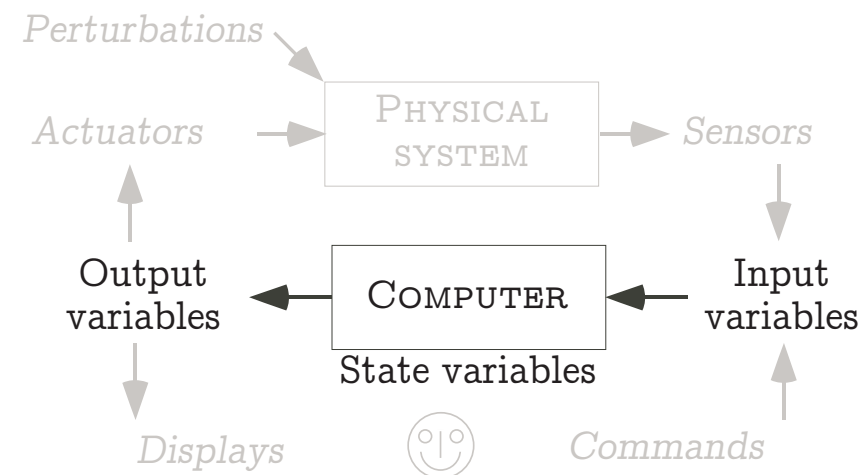 Perturbations
Actuators
PHYSICAL
SYSTEM
Sensors
Output
variables
COMPUTER
Input
variables
State variables
Displays
Commands